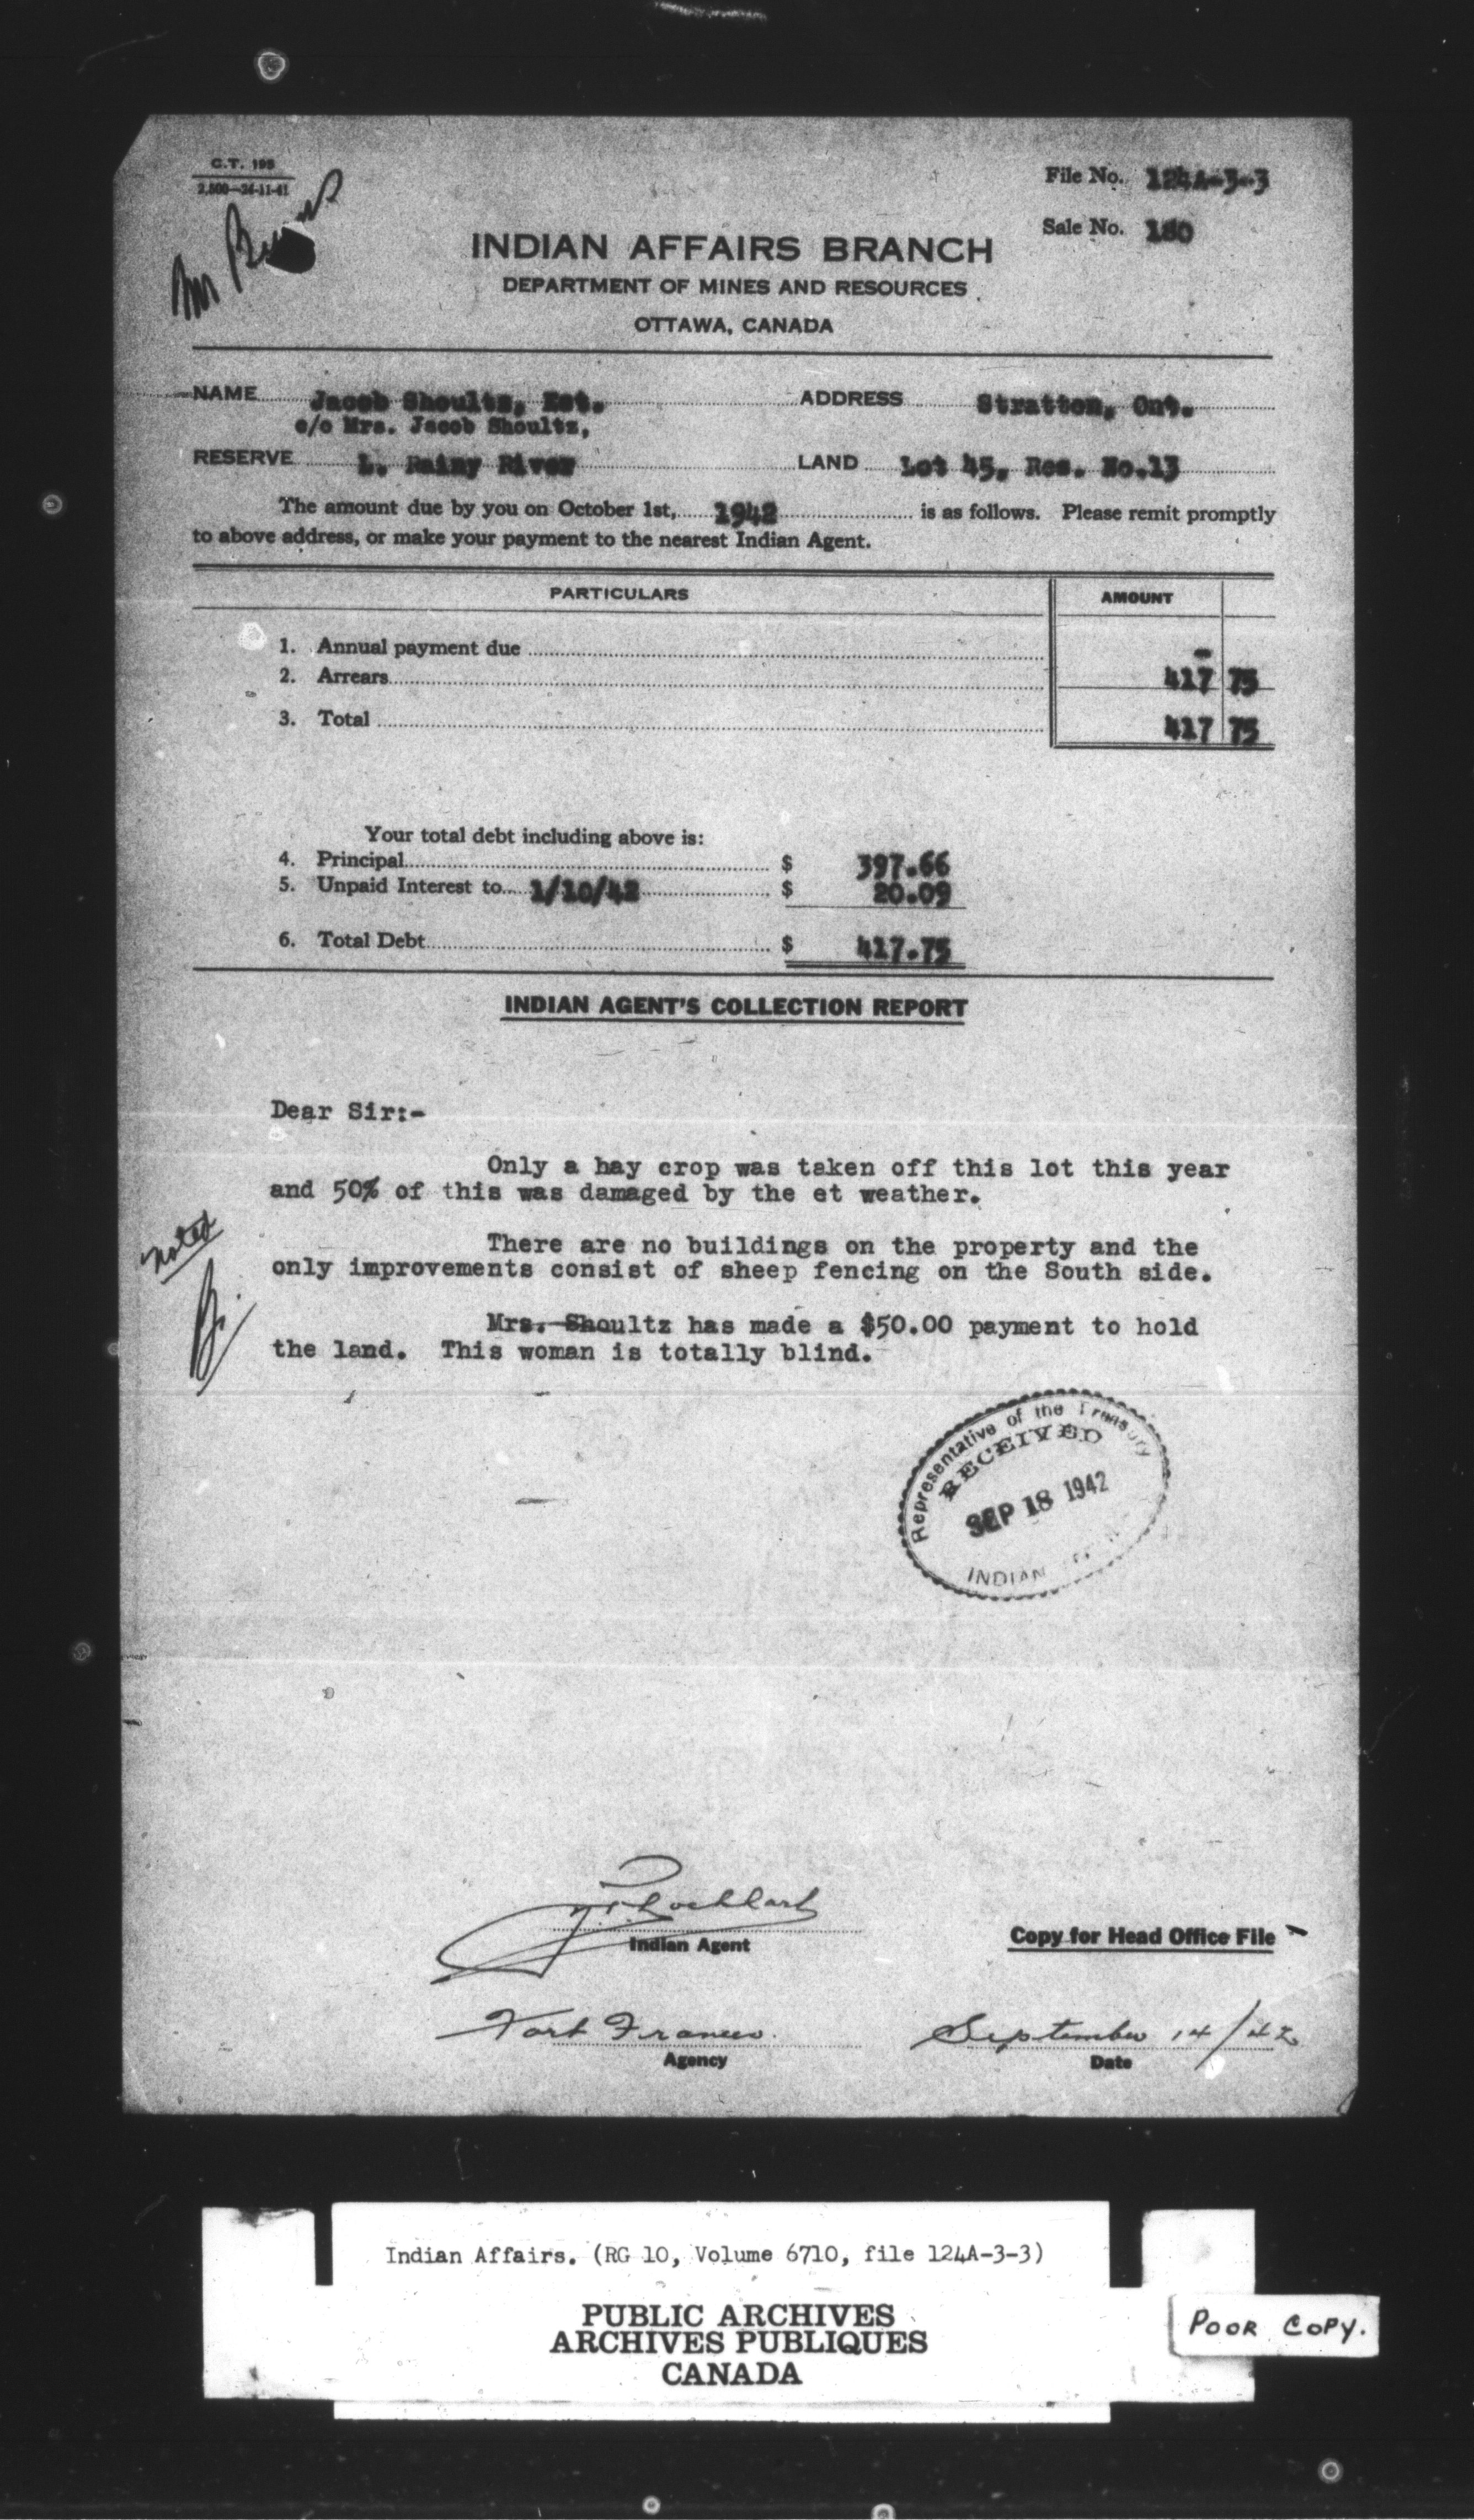 C.T. 198
2,500—24-11-41
Mr
File No. 124A-3-3
Sale No. 180
INDIAN AFFAIRS BRANCH
DEPARTMENT OF MINES AND RESOURCES
OTTAWA, CANADA
NAME Jacob Shoultz, Est. ADDRESS Stratton, Ont.
c/o Mrs. Jacob Shoultz,
RESERVE L. Rainy River LAND Lot 45, Res. No.13
The amount due by you on October 1st, 1942 is as follows. Please remit promptly
to above address, or make your payment to the nearest Indian Agent.
PARTICULARS AMOUNT
1. Annual payment due -
2. Arrears 417 75
3. Total 417 75
Your total debt including above is:
4. Principal $ 397.66
5. Unpaid Interest to 1/10/42 $ 20.09
6. Total Debt $ 417.75
INDIAN AGENT'S COLLECTION REPORT
Dear Sir:-
Only a hay crop was taken off this lot this year
and 50% of this was damaged by the et weather.
noted
There are no buildings on the property and the
only improvements consist of sheep fencing on the South side.
Mrs. Shoultz has made a $50.00 payment to hold
the land. This woman is totally blind.
Representative of the Treasury
RECEIVED
SEP 18 1942
INDIAN
Indian Agent
Copy for Head Office File
Fort Frances. September 14/42
Agency Date
Indian Affairs. (RG 10, Volume 6710, file 124A-3-3)
PUBLIC ARCHIVES
ARCHIVES PUBLIQUES
CANADA
POOR COPY.